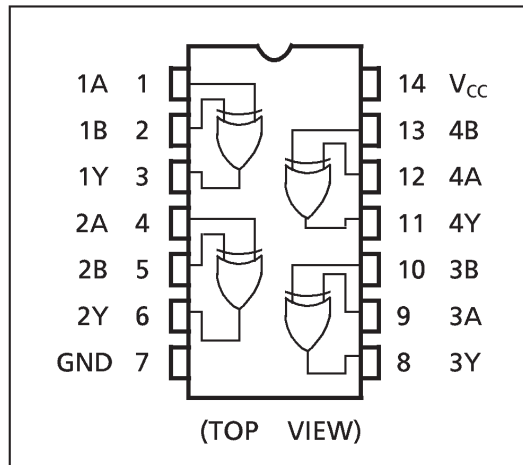 1A 1
1B 2
1Y 3
2A 4
2B 5
2Y 6
GND 7
14 VCC
13 4B
12 4A
11 4Y
10 3B
9 3A
8 3Y
(TOP VIEW)